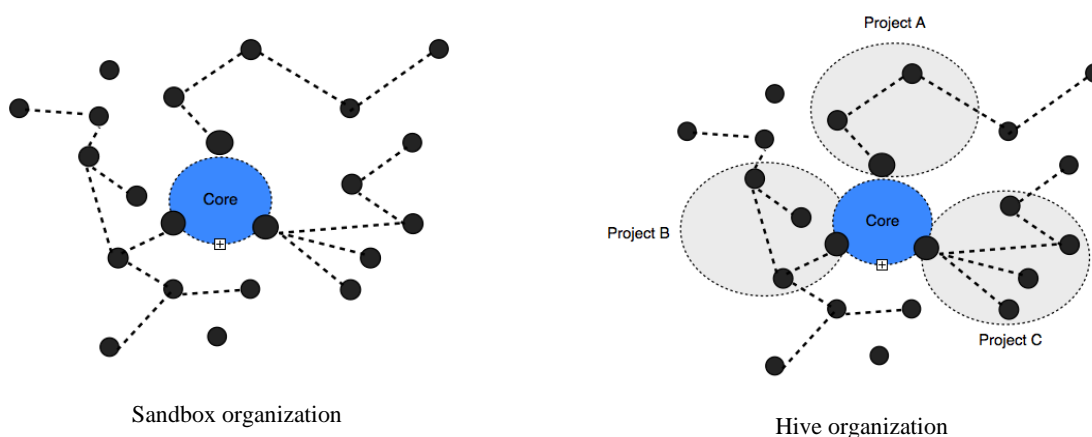 Core
Sandbox organization
Project A
Project B
Core
Project C
Hive organization